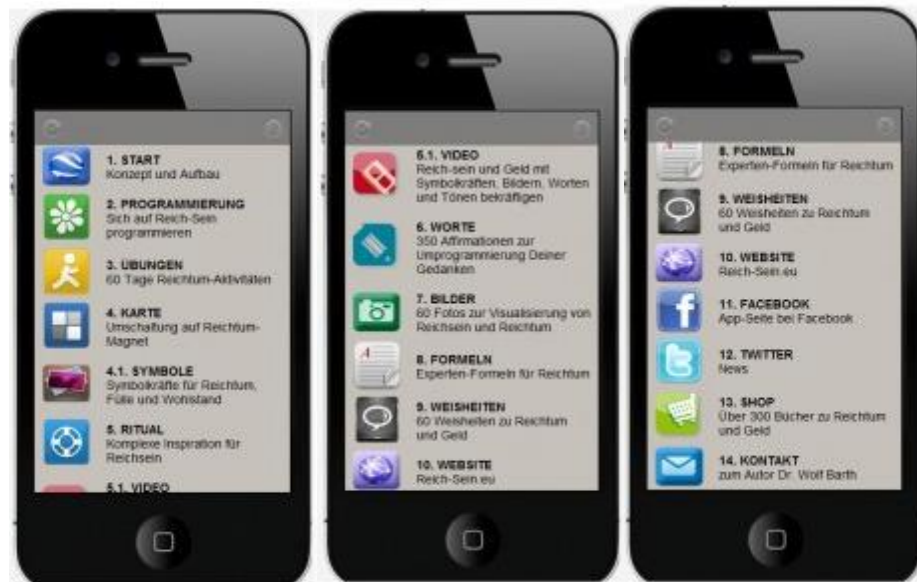 1. START
Konzept und Aufbau
2. PROGRAMMIERUNG
Sich auf Reich-Sein
programmieren
3. ÜBUNGEN
60 Tage Reichtum-Aktivitäten
4. KARTE
Umschaltung auf Reichtum-
Magnet
4.1. SYMBOLE
Symbolkräfte für Reichtum,
Fülle und Wohlstand
5. RITUAL
Komplexe Inspiration für
Reichsein
5.1. VIDEO
5.1. VIDEO
Reich-sein und Geld mit
Symbolkräften, Bildern, Worten
und Tönen bekräftigen
6. WORTE
350 Affirmationen zur
Umprogrammierung Deiner
Gedanken
7. BILDER
60 Fotos zur Visualisierung von
Reichsein und Reichtum
8. FORMELN
Experten-Formeln für Reichtum
9. WEISHEITEN
60 Weisheiten zu Reichtum
und Geld
10. WEBSITE
Reich-Sein.eu
8. FORMELN
Experten-Formeln für Reichtum
9. WEISHEITEN
60 Weisheiten zu Reichtum
und Geld
10. WEBSITE
Reich-Sein.eu
11. FACEBOOK
App-Seite bei Facebook
12. TWITTER
News
13. SHOP
Über 300 Bücher zu Reichtum
und Geld
14. KONTAKT
zum Autor Dr. Wolf Barth